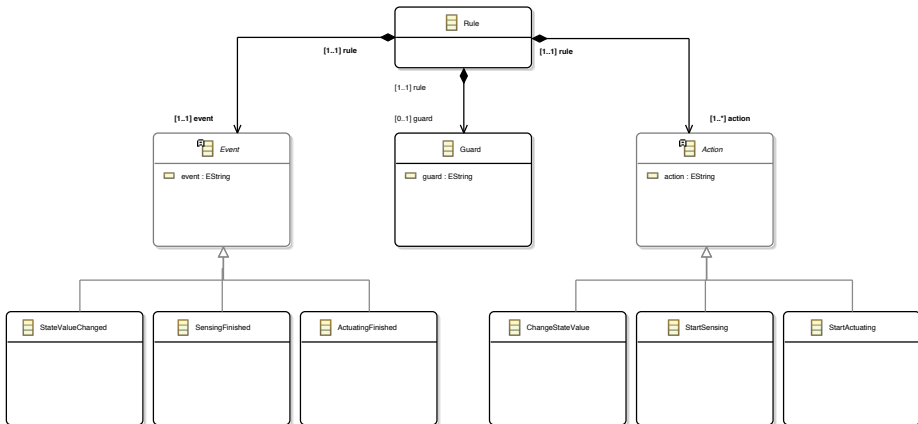 Rule
[1..1] rule
[1..1] rule
[1..1] rule
[1..1] event
[0..1] guard
[1..*] action
Event
Guard
Action
event : EString
guard : EString
action : EString
StateValueChanged
SensingFinished
ActuatingFinished
ChangeStateValue
StartSensing
StartActuating